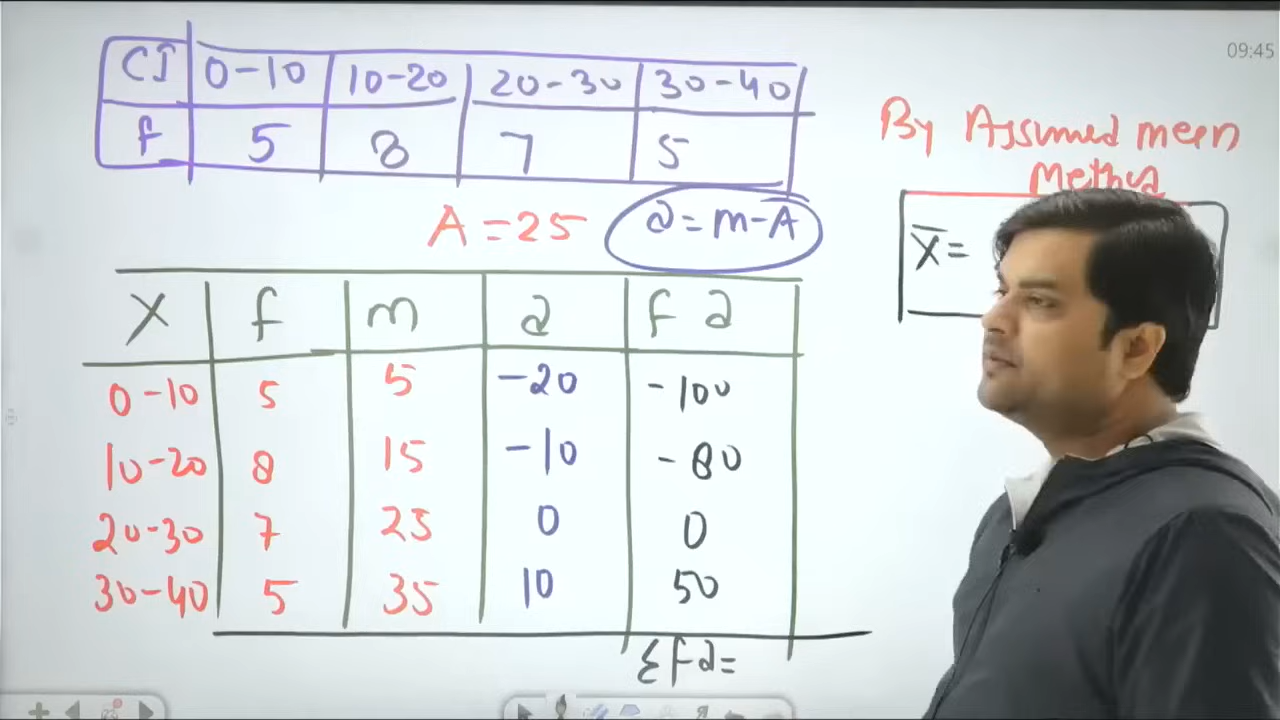 09:45
CI 0-10 10-20 20-30 30-40
f 5 8 7 5
By Assumed mean
Method
A = 25 d = m-A
X̄ =
X f m d f d
0-10 5 5 -20 -100
10-20 8 15 -10 -80
20-30 7 25 0 0
30-40 5 35 10 50
Σfd=